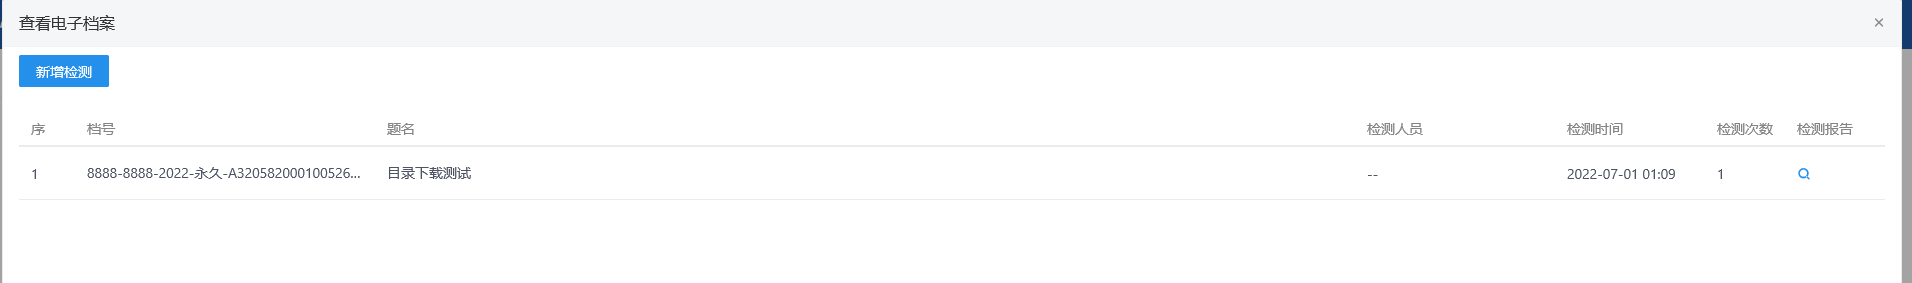 查看电子档案
新增检测
序 档号 题名 检测人员 检测时间 检测次数 检测报告
1 8888-8888-2022-永久-A320582000100526... 目录下载测试 -- 2022-07-01 01:09 1